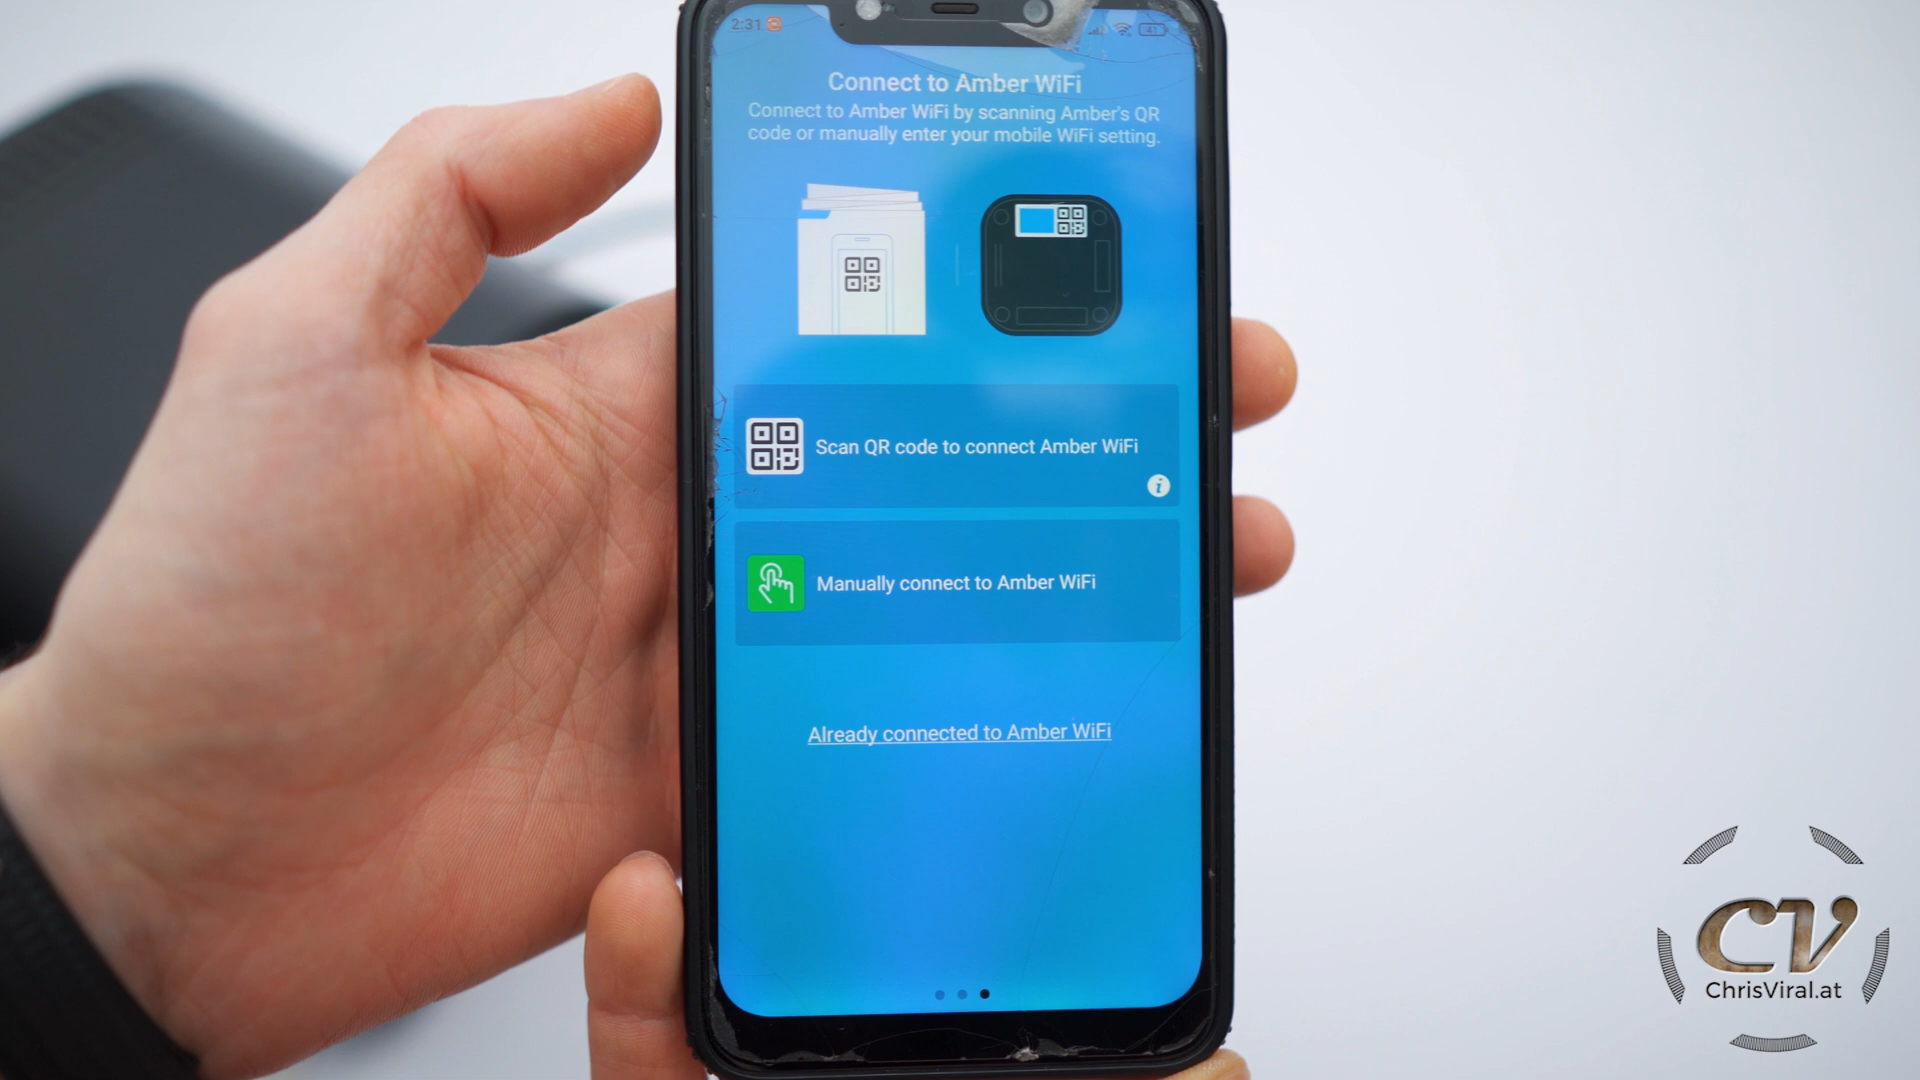 2:31
41
Connect to Amber WiFi
Connect to Amber WiFi by scanning Amber's QR
code or manually enter your mobile WiFi setting.
Scan QR code to connect Amber WiFi
i
Manually connect to Amber WiFi
Already connected to Amber WiFi
CV
ChrisViral.at